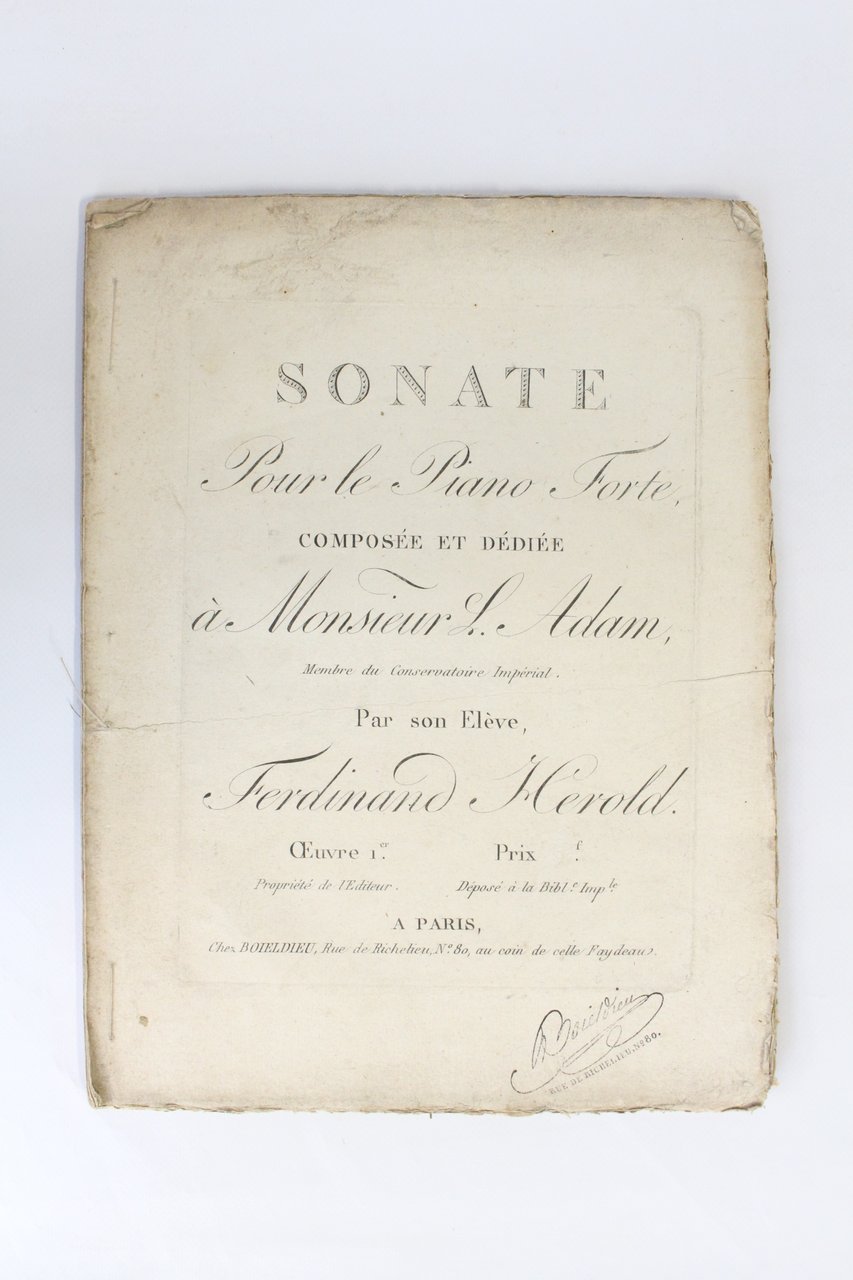 SONATE
Pour le Piano Forte,
COMPOSÉE ET DÉDIÉE
à Monsieur L. Adam,
Membre du Conservatoire Impérial.
Par son Elève,
Ferdinand Herold.
Œuvre 1.er Prix f.
Propriété de l'Editeur. Déposé à la Bibl.e Imp.le
A PARIS,
Chez BOIELDIEU, Rue de Richelieu, N.o 80, au coin de celle Faydeau.
Boieldieu
RUE DE RICHELIEU, No 80.